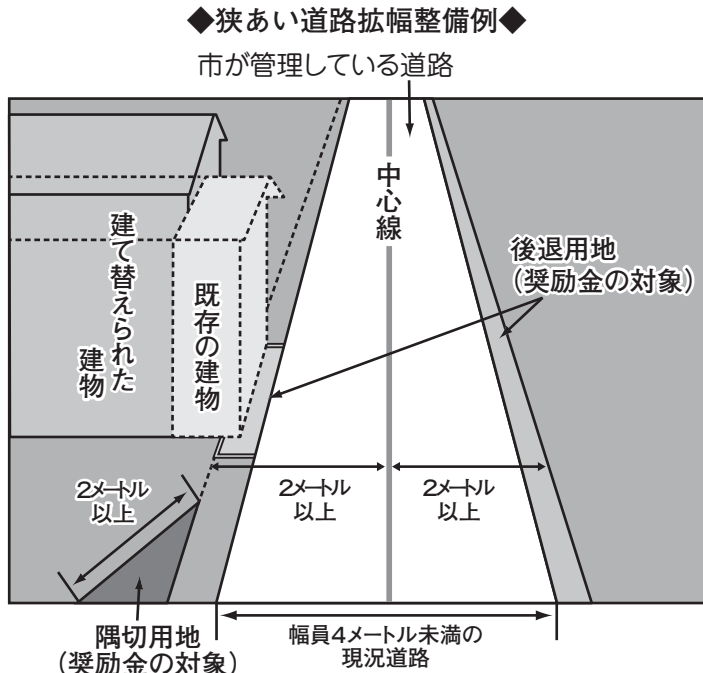 ◆狭あい道路拡幅整備例◆
市が管理している道路
中心線
後退用地
(奨励金の対象)
建て替えられた
建物
既存の建物
2メートル
以上
2メートル
以上
2メートル
以上
隅切用地
(奨励金の対象)
幅員4メートル未満の
現況道路